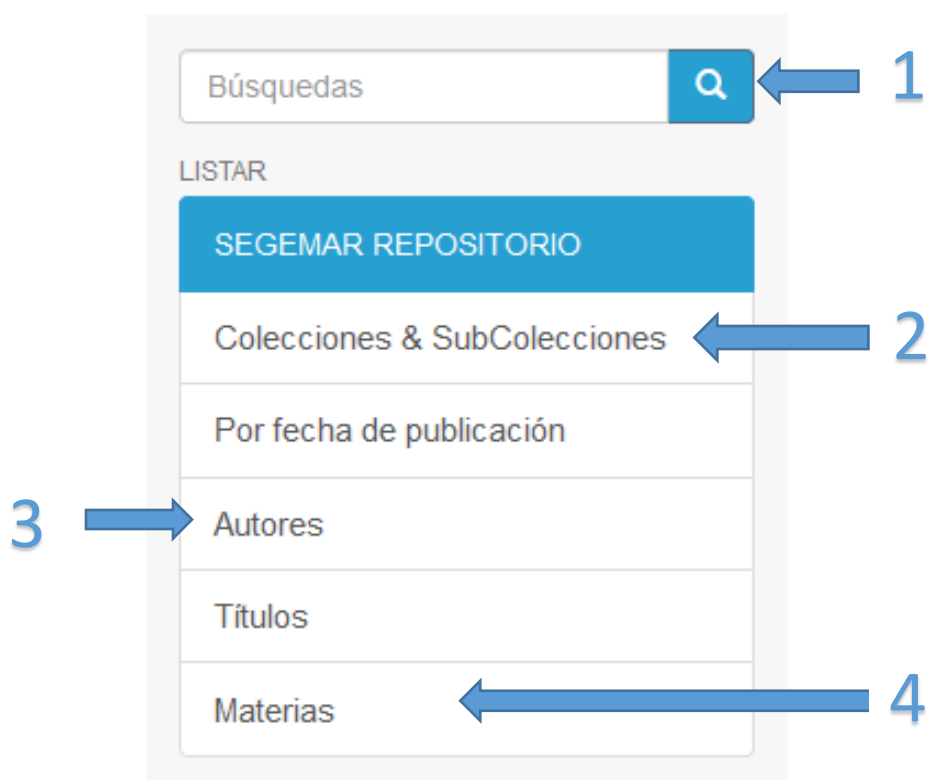 Búsquedas
1
LISTAR
SEGEMAR REPOSITORIO
Colecciones & SubColecciones
2
Por fecha de publicación
3
Autores
Títulos
Materias
4